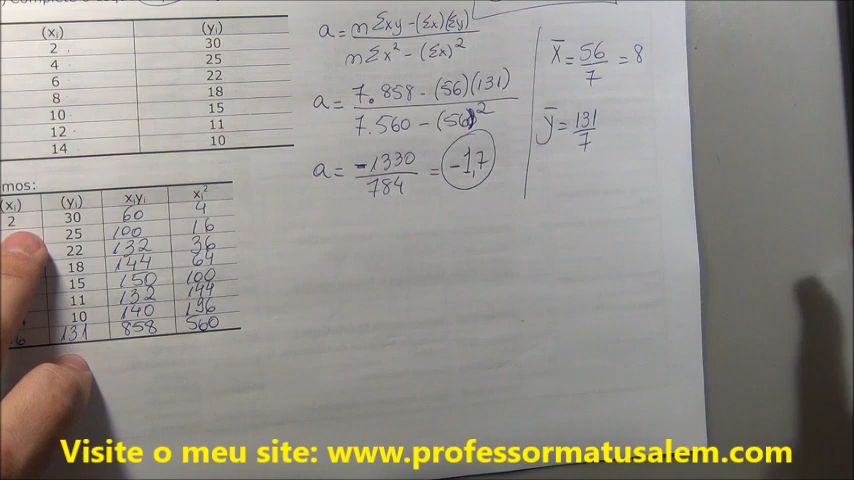 (xᵢ) (yᵢ)
2 30
4 25
6 22
8 18
10 15
12 11
14 10
mos:
(xᵢ) (yᵢ) xᵢyᵢ xᵢ²
2 30 60 4
25 100 16
22 132 36
18 144 64
15 150 100
11 132 144
10 140 196
6 131 858 560
a = nΣxy - (Σx)(Σy) / nΣx² - (Σx)²
a = 7.858 - (56)(131) / 7.560 - (56)²
a = -1330 / 784 = -1,7
x̄ = 56 / 7 = 8
ȳ = 131 / 7
Visite o meu site: www.professormatusalem.com